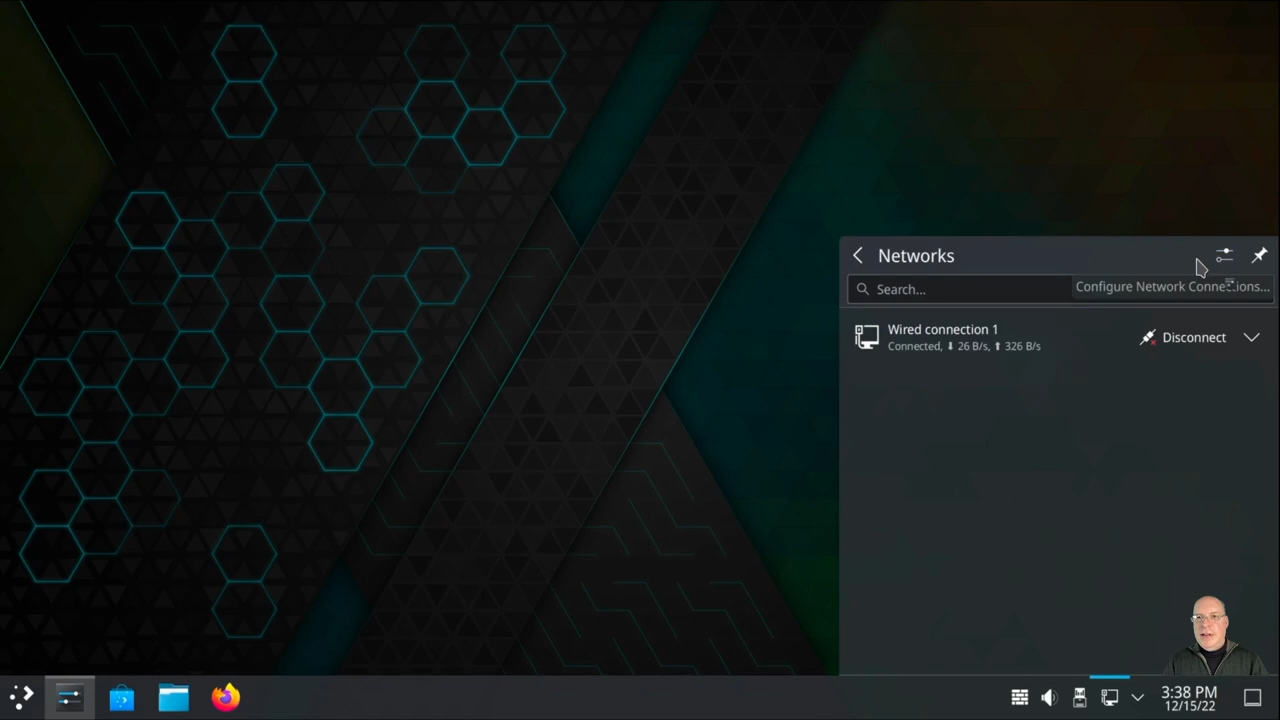 Networks
Search...
Configure Network Connections...
Wired connection 1
Connected, ⬇ 26 B/s, ⬆ 326 B/s
Disconnect
3:38 PM
12/15/22